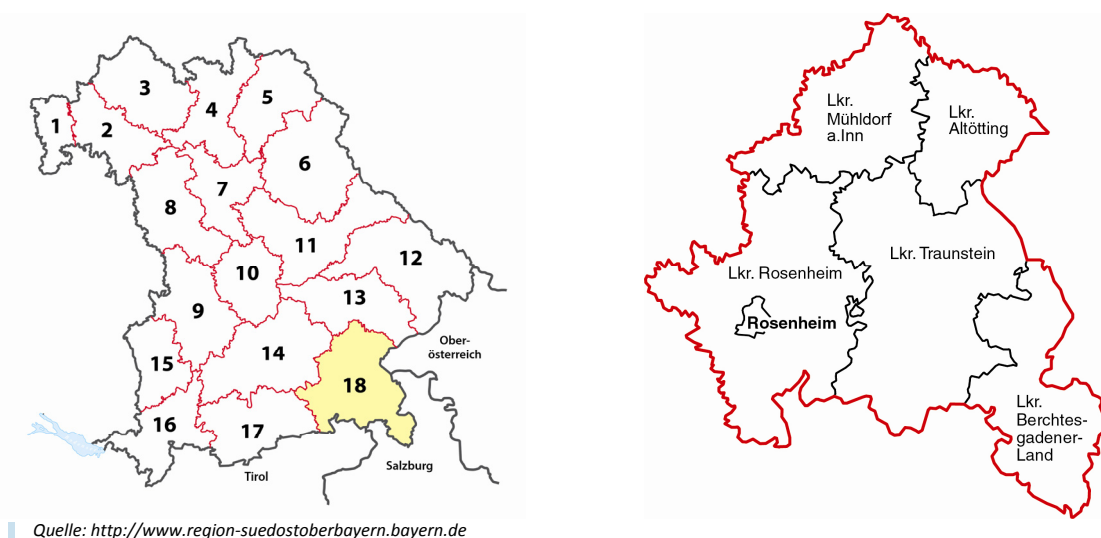 3
5
4
1
2
6
7
8
11
12
10
13
9
Ober-
österreich
14
15
18
16
17
Salzburg
Tirol
Lkr.
Mühldorf
a.Inn
Lkr.
Altötting
Lkr. Traunstein
Lkr. Rosenheim
Rosenheim
Lkr.
Berchtes-
gadener-
Land
Quelle: http://www.region-suedostoberbayern.bayern.de